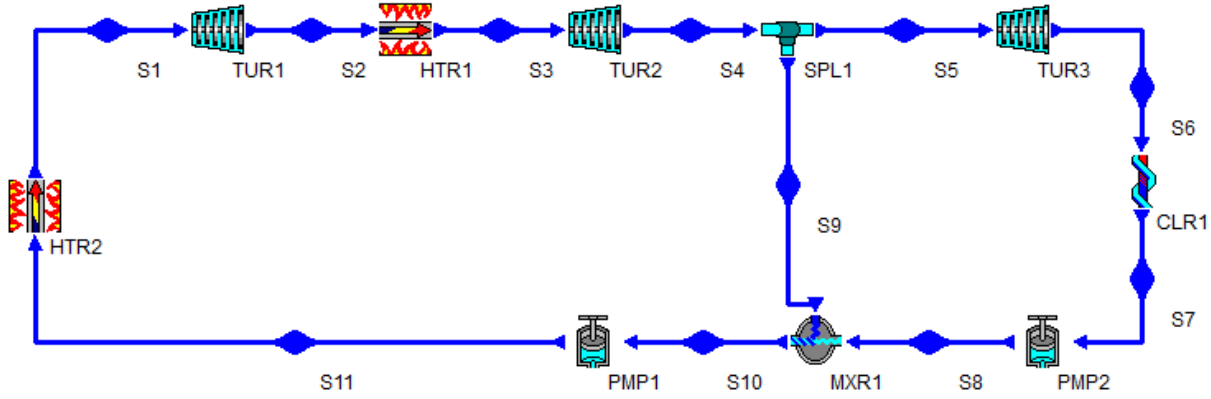 S1
TUR1
S2
HTR1
S3
TUR2
S4
SPL1
S5
TUR3
S6
S9
CLR1
HTR2
S7
S11
PMP1
S10
MXR1
S8
PMP2